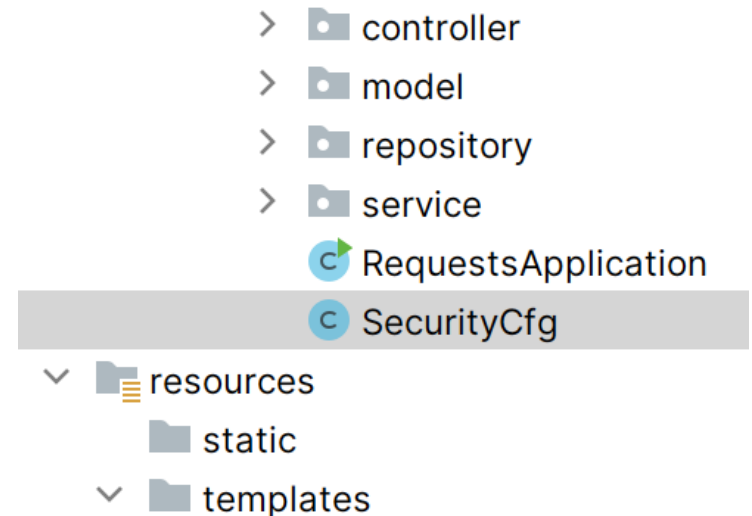 controller
model
repository
service
C RequestsApplication
C SecurityCfg
resources
static
templates